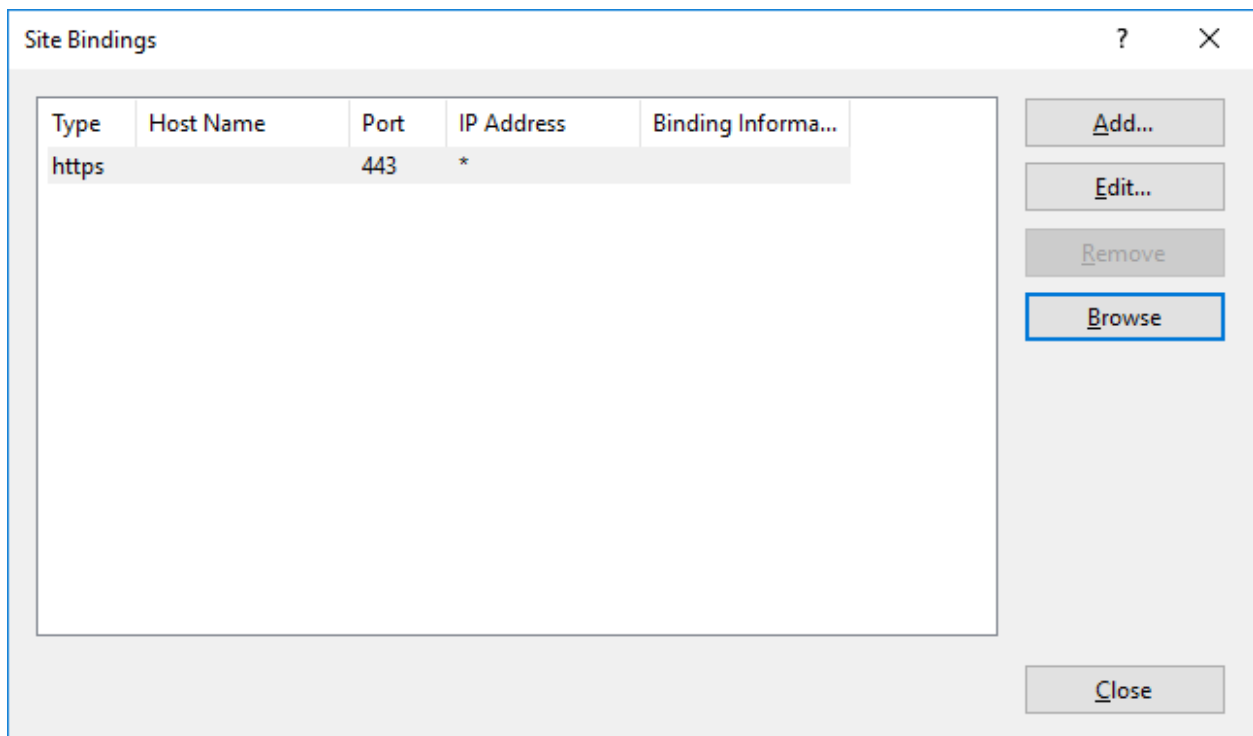 Site Bindings ?
Type Host Name Port IP Address Binding Informa...
https 443 *
Add...
Edit...
Remove
Browse
Close